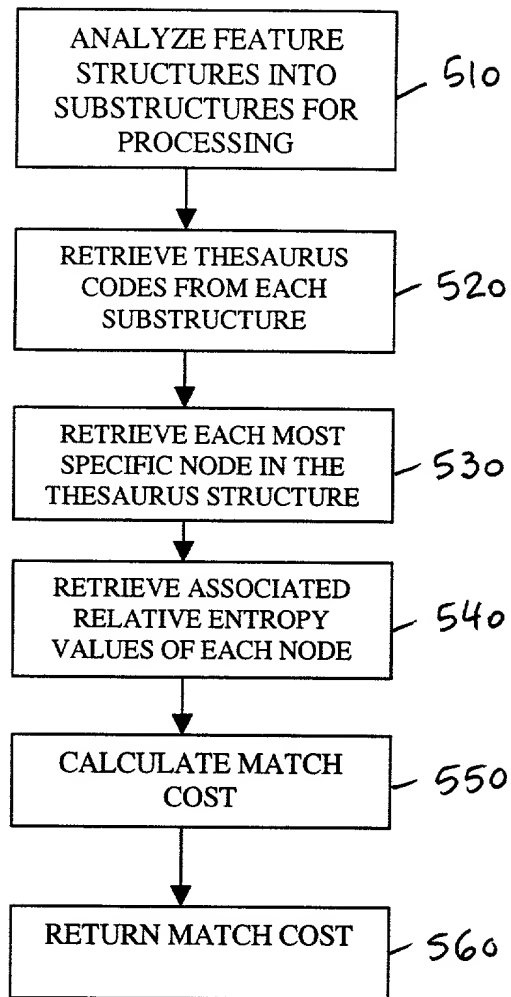 ANALYZE FEATURE
STRUCTURES INTO
SUBSTRUCTURES FOR
PROCESSING
510
RETRIEVE THESAURUS
CODES FROM EACH
SUBSTRUCTURE
520
RETRIEVE EACH MOST
SPECIFIC NODE IN THE
THESAURUS STRUCTURE
530
RETRIEVE ASSOCIATED
RELATIVE ENTROPY
VALUES OF EACH NODE
540
CALCULATE MATCH
COST
550
RETURN MATCH COST
560